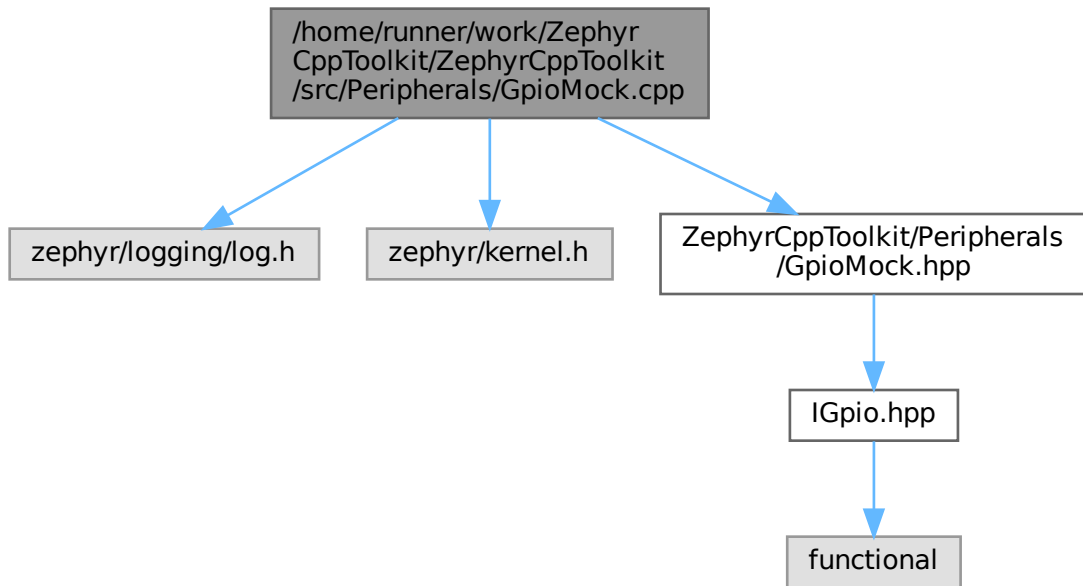 /home/runner/work/Zephyr
CppToolkit/ZephyrCppToolkit
/src/Peripherals/GpioMock.cpp
zephyr/logging/log.h
zephyr/kernel.h
ZephyrCppToolkit/Peripherals
/GpioMock.hpp
IGpio.hpp
functional